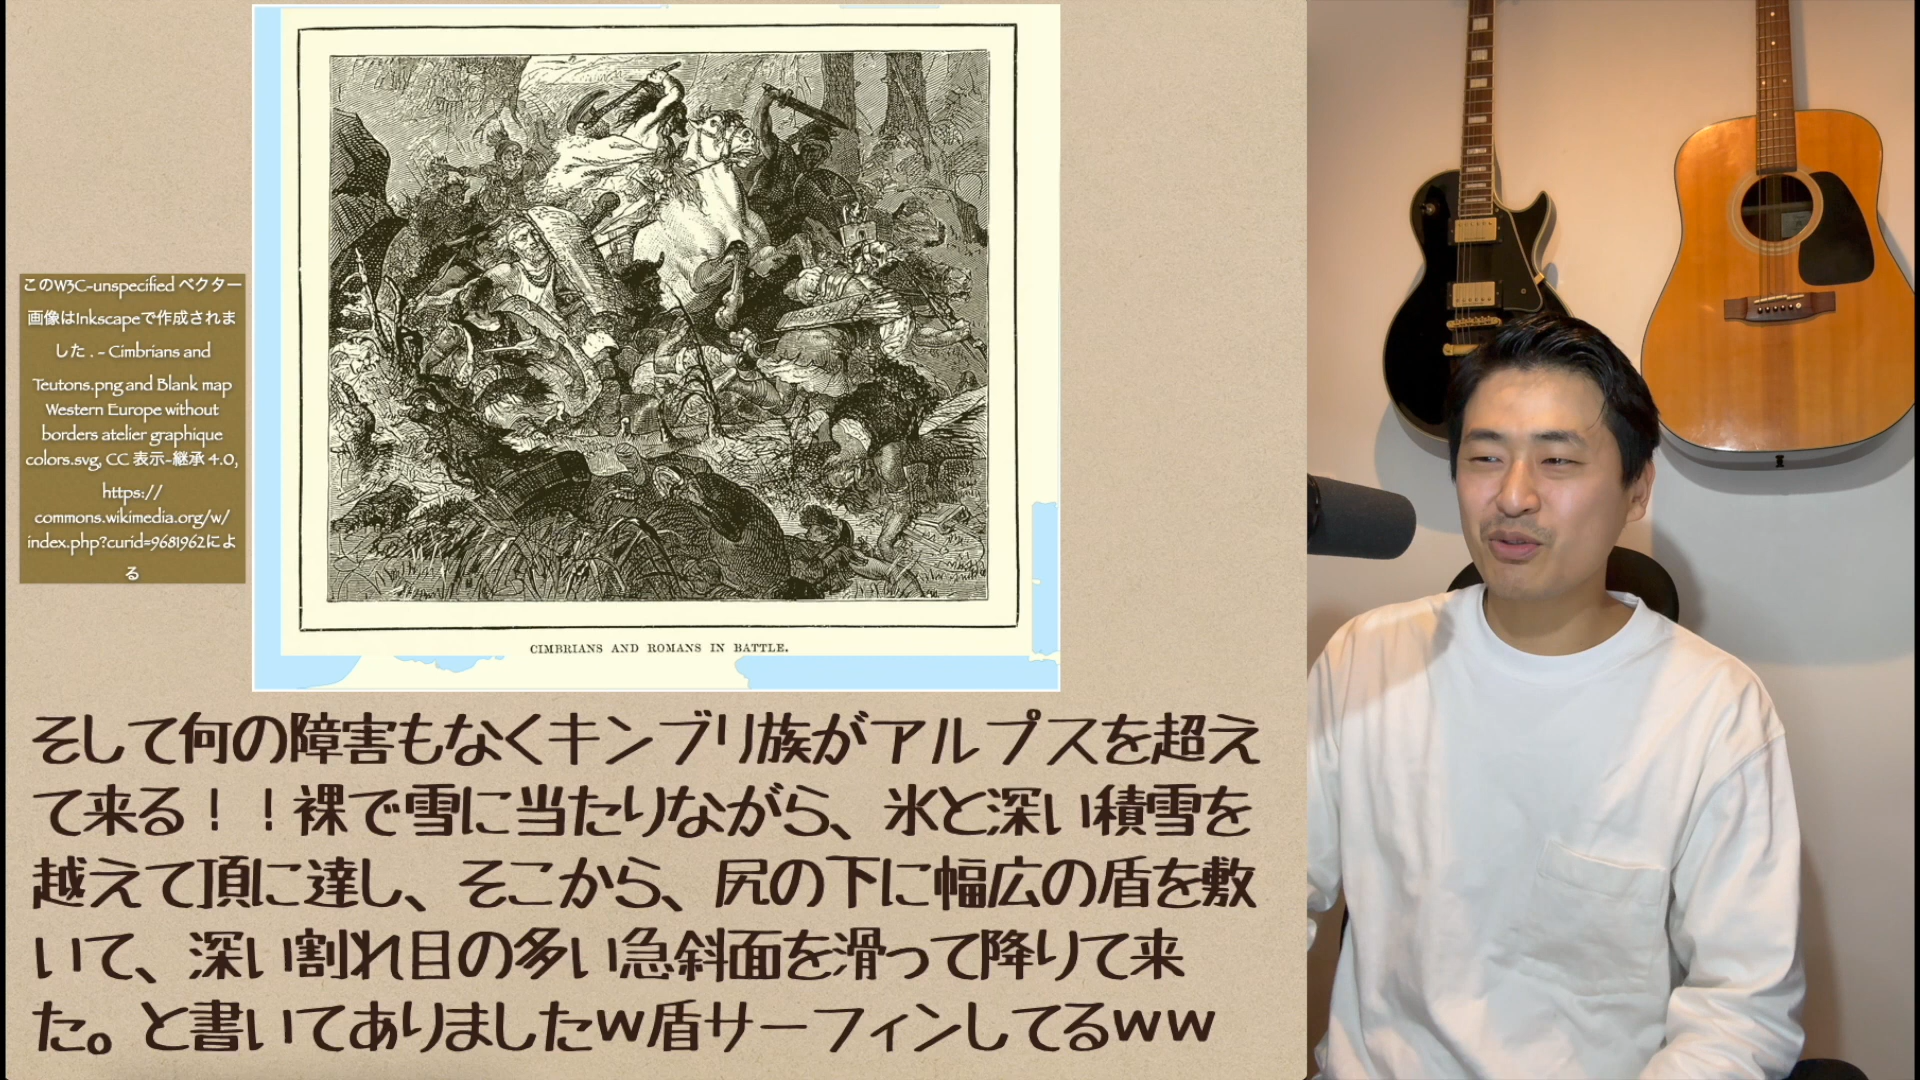 このW3C-unspecified ベクター
画像はInkscapeで作成されま
した . - Cimbrians and
Teutons.png and Blank map
Western Europe without
borders atelier graphique
colors.svg, CC 表示-継承 4.0,
https://
commons.wikimedia.org/w/
index.php?curid=9681962によ
る
CIMBRIANS AND ROMANS IN BATTLE.
そして何の障害もなくキンブリ族がアルプスを超え
て来る！！裸で雪に当たりながら、氷と深い積雪を
越えて頂に達し、そこから、尻の下に幅広の盾を敷
いて、深い割れ目の多い急斜面を滑って降りて来
た。と書いてありましたw盾サーフィンしてるww